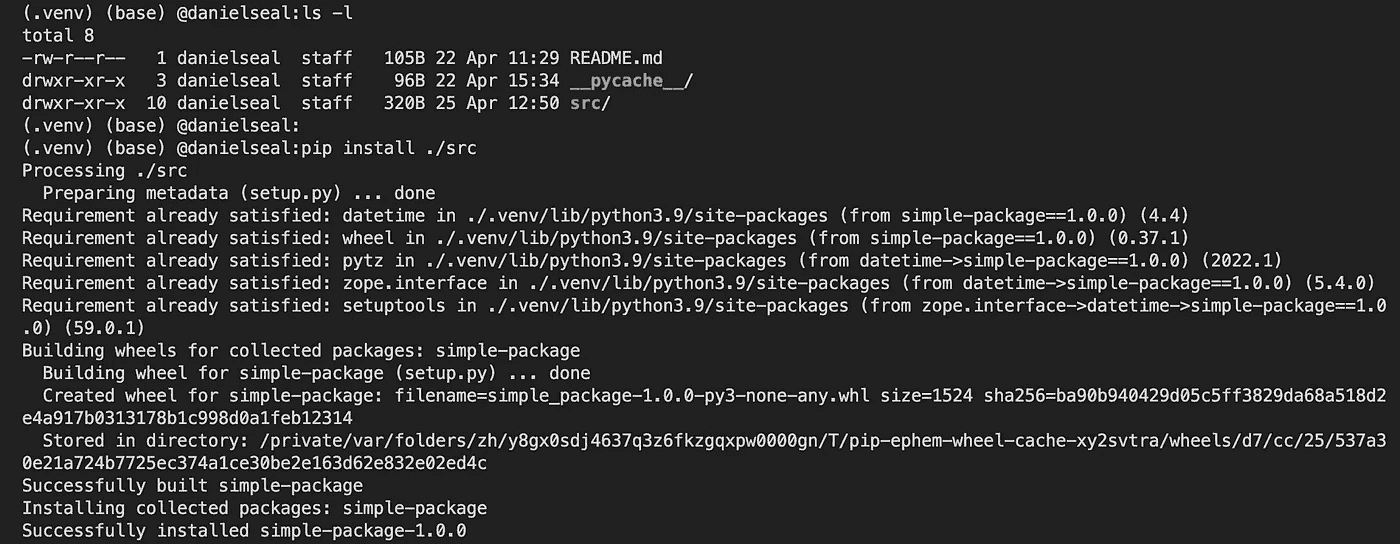 (.venv) (base) @danielseal:ls -l
total 8
-rw-r--r--   1 danielseal  staff   105B 22 Apr 11:29 README.md
drwxr-xr-x   3 danielseal  staff    96B 22 Apr 15:34 __pycache__/
drwxr-xr-x  10 danielseal  staff   320B 25 Apr 12:50 src/
(.venv) (base) @danielseal:
(.venv) (base) @danielseal:pip install ./src
Processing ./src
  Preparing metadata (setup.py) ... done
Requirement already satisfied: datetime in ./.venv/lib/python3.9/site-packages (from simple-package==1.0.0) (4.4)
Requirement already satisfied: wheel in ./.venv/lib/python3.9/site-packages (from simple-package==1.0.0) (0.37.1)
Requirement already satisfied: pytz in ./.venv/lib/python3.9/site-packages (from datetime->simple-package==1.0.0) (2022.1)
Requirement already satisfied: zope.interface in ./.venv/lib/python3.9/site-packages (from datetime->simple-package==1.0.0) (5.4.0)
Requirement already satisfied: setuptools in ./.venv/lib/python3.9/site-packages (from zope.interface->datetime->simple-package==1.0
.0) (59.0.1)
Building wheels for collected packages: simple-package
  Building wheel for simple-package (setup.py) ... done
  Created wheel for simple-package: filename=simple_package-1.0.0-py3-none-any.whl size=1524 sha256=ba90b940429d05c5ff3829da68a518d2
e4a917b0313178b1c998d0a1feb12314
  Stored in directory: /private/var/folders/zh/y8gx0sdj4637q3z6fkzgqxpw0000gn/T/pip-ephem-wheel-cache-xy2svtra/wheels/d7/cc/25/537a3
0e21a724b7725ec374a1ce30be2e163d62e832e02ed4c
Successfully built simple-package
Installing collected packages: simple-package
Successfully installed simple-package-1.0.0